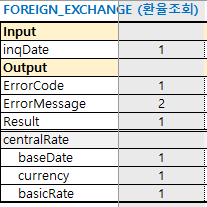 FOREIGN_EXCHANGE (환율조회)
Input
inqDate 1
Output
ErrorCode 1
ErrorMessage 2
Result 1
centralRate
baseDate 1
currency 1
basicRate 1